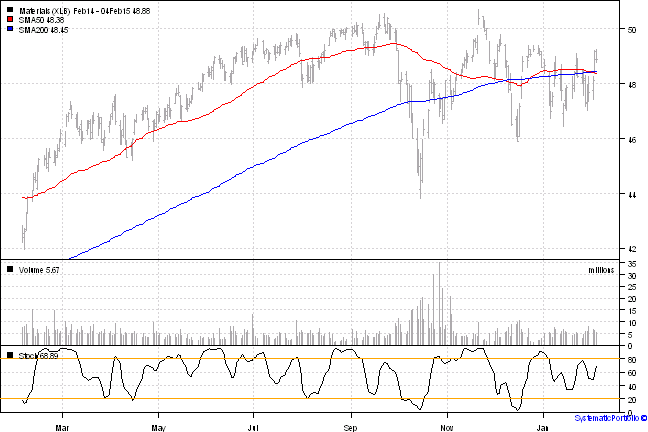 Materials (XLB) Feb14 - 04Feb15 48.88
SMA50 48.38
SMA200 48.45
50
48
46
44
42
Volume 5.67
millions
35
30
25
20
15
10
5
0
Stoch 68.89
80
60
40
20
0
Mar May Jul Sep Nov Jan
SystematicPortfolio ©